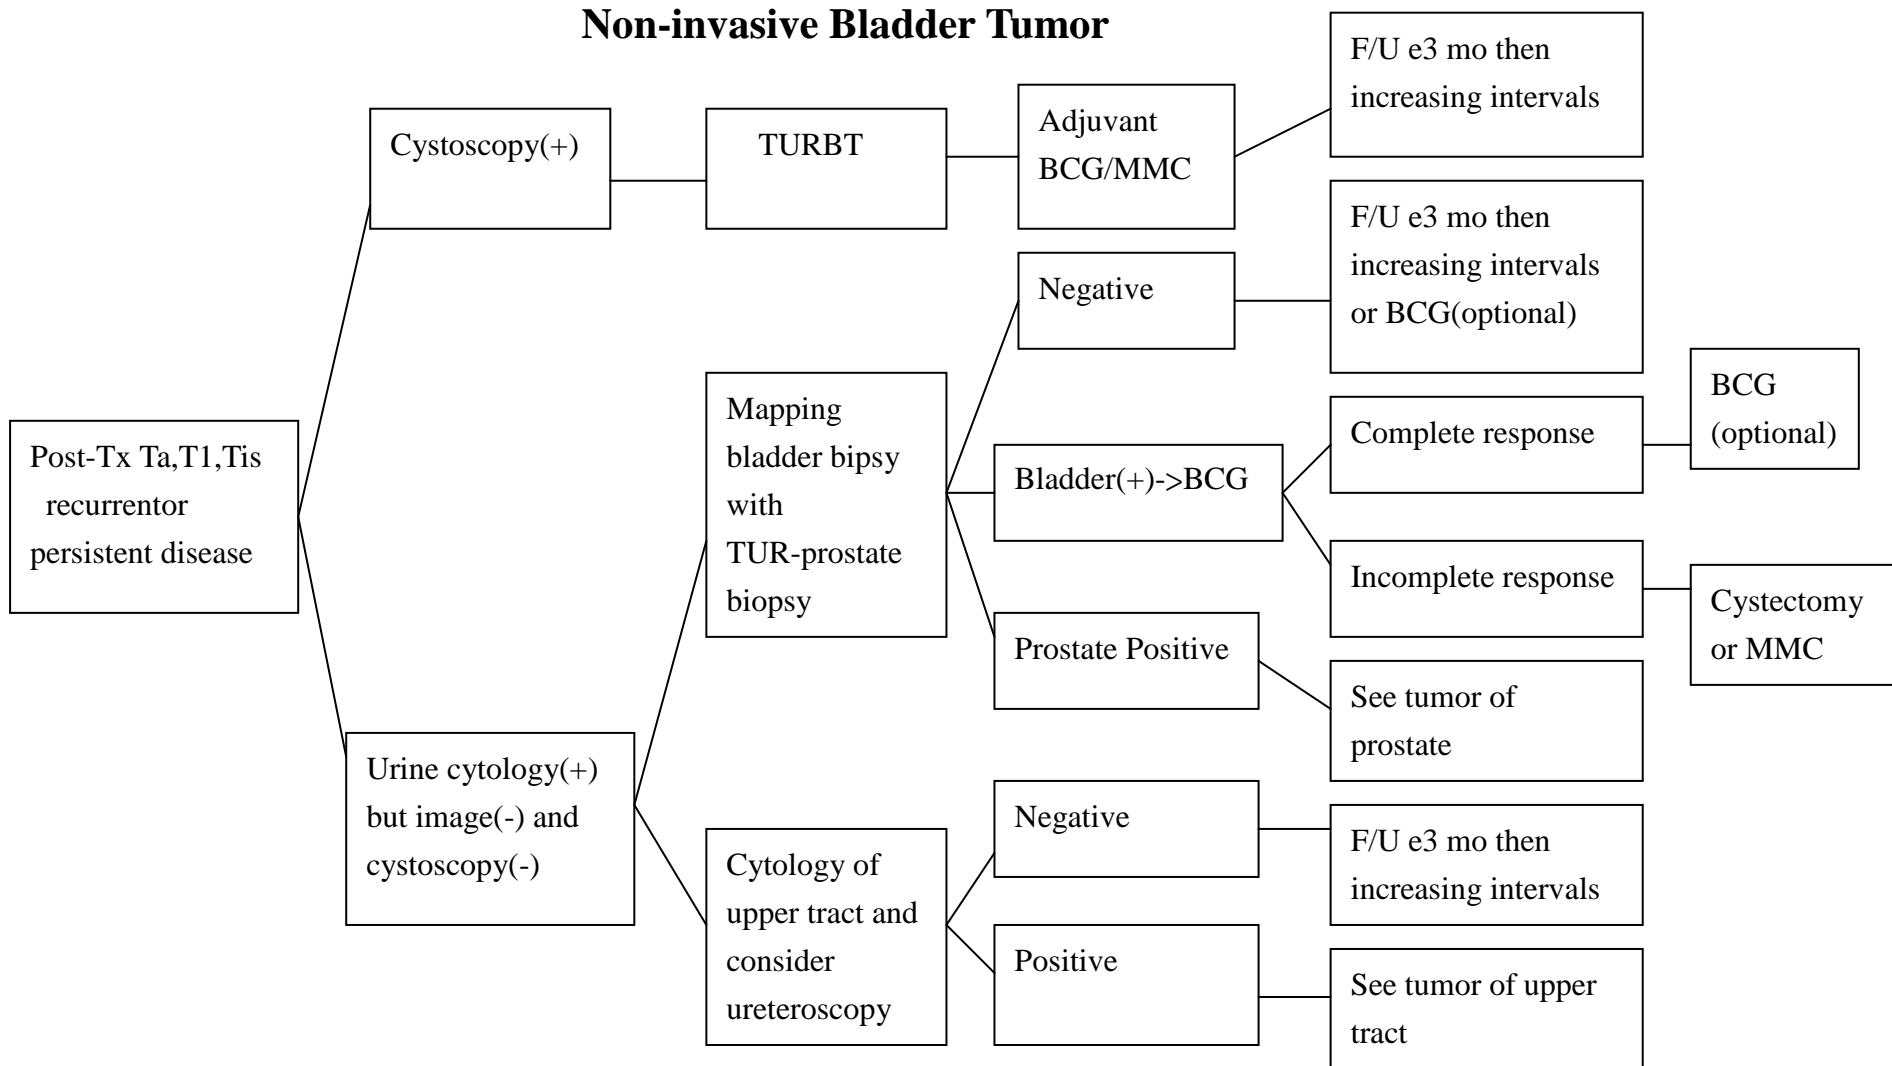 Non-invasive Bladder Tumor
Post-Tx Ta,T1,Tis
recurrentor
persistent disease
Cystoscopy(+)
TURBT
Adjuvant
BCG/MMC
F/U e3 mo then
increasing intervals
Urine cytology(+)
but image(-) and
cystoscopy(-)
Mapping
bladder bipsy
with
TUR-prostate
biopsy
Negative
F/U e3 mo then
increasing intervals
or BCG(optional)
Bladder(+)->BCG
Complete response
BCG
(optional)
Incomplete response
Cystectomy
or MMC
Prostate Positive
See tumor of
prostate
Cytology of
upper tract and
consider
ureteroscopy
Negative
F/U e3 mo then
increasing intervals
Positive
See tumor of upper
tract